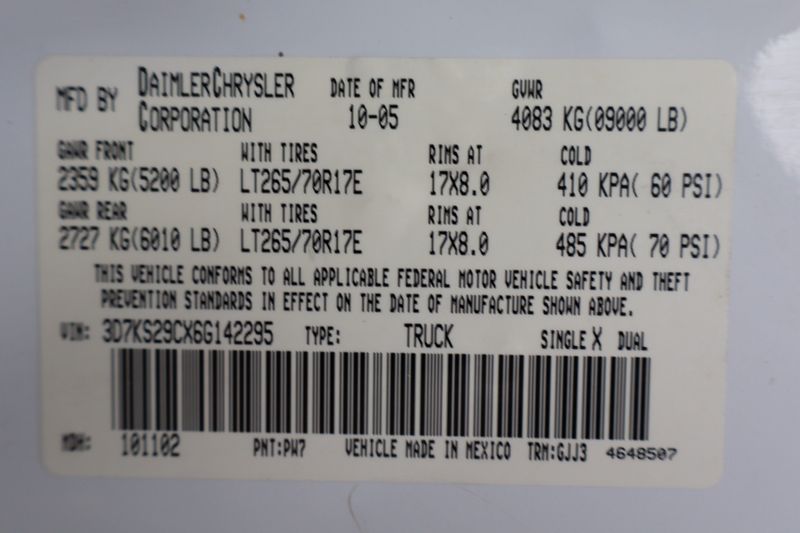 MFD BY DAIMLERCHRYSLER CORPORATION DATE OF MFR 10-05 GVWR 4083 KG(09000 LB)
GAWR FRONT WITH TIRES RIMS AT COLD
2359 KG(5200 LB) LT265/70R17E 17X8.0 410 KPA( 60 PSI)
GAWR REAR WITH TIRES RIMS AT COLD
2727 KG(6010 LB) LT265/70R17E 17X8.0 485 KPA( 70 PSI)
THIS VEHICLE CONFORMS TO ALL APPLICABLE FEDERAL MOTOR VEHICLE SAFETY AND THEFT
PREVENTION STANDARDS IN EFFECT ON THE DATE OF MANUFACTURE SHOWN ABOVE.
VIN: 3D7KS29CX6G142295 TYPE: TRUCK SINGLE X DUAL
MDH: 101102 PNT:PW7 VEHICLE MADE IN MEXICO TRM:GJJ3 4648507